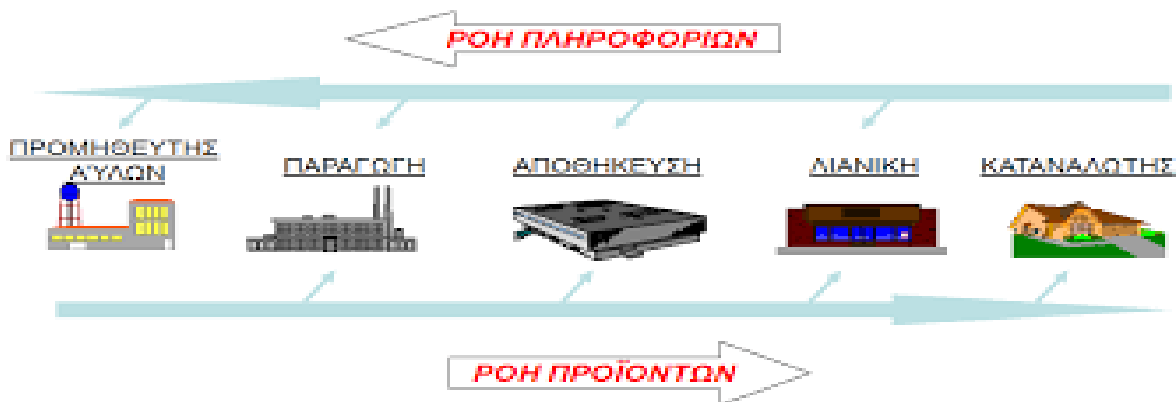 ΡΟΗ ΠΛΗΡΟΦΟΡΙΩΝ
ΠΡΟΜΗΘΕΥΤΗΣ
Α'ΥΛΩΝ
ΠΑΡΑΓΩΓΗ
ΑΠΟΘΗΚΕΥΣΗ
ΛΙΑΝΙΚΗ
ΚΑΤΑΝΑΛΩΤΗΣ
ΡΟΗ ΠΡΟΪΟΝΤΩΝ